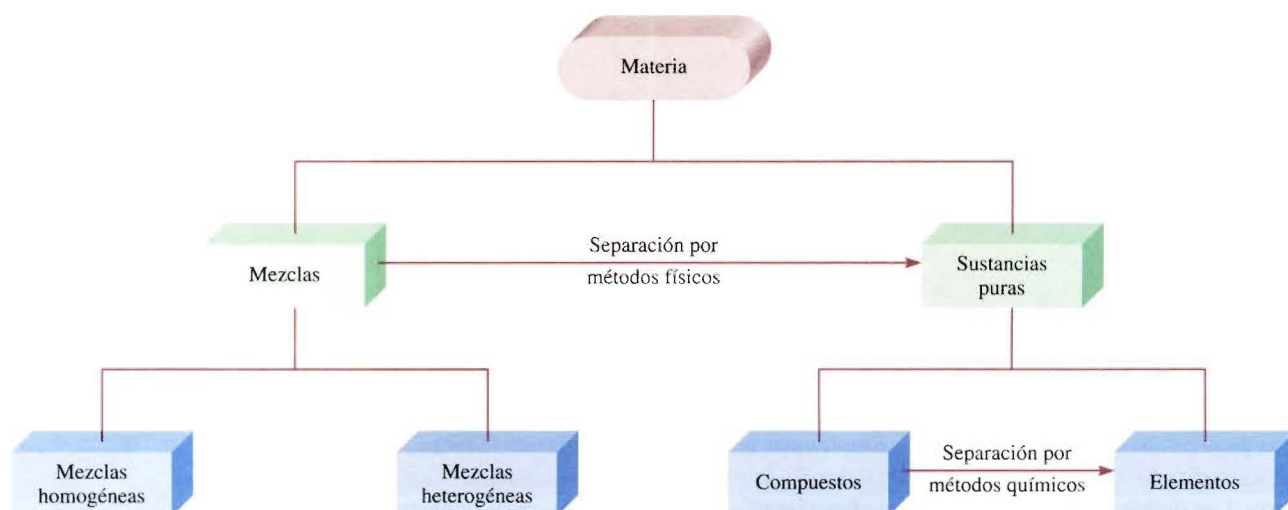 Materia
Mezclas
Separación por
métodos físicos
Sustancias
puras
Mezclas
homogéneas
Mezclas
heterogéneas
Compuestos
Separación por
métodos químicos
Elementos